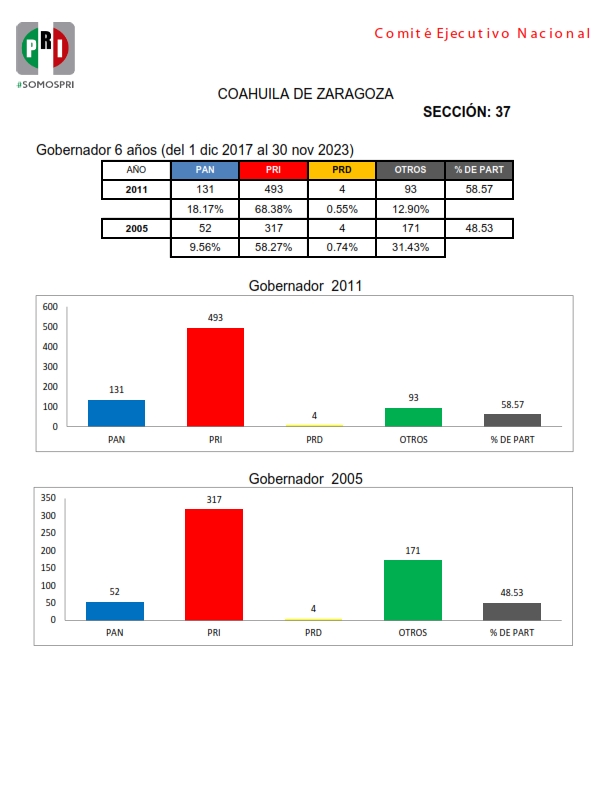 Comité Ejecutivo Nacional
PRI
#SOMOSPRI
COAHUILA DE ZARAGOZA
SECCIÓN: 37
Gobernador 6 años (del 1 dic 2017 al 30 nov 2023)
AÑO PAN PRI PRD OTROS % DE PART
2011 131 493 4 93 58.57
18.17% 68.38% 0.55% 12.90%
2005 52 317 4 171 48.53
9.56% 58.27% 0.74% 31.43%
Gobernador 2011
600
500
400
300
200
100
0
131
493
4
93
58.57
PAN PRI PRD OTROS % DE PART
Gobernador 2005
350
300
250
200
150
100
50
0
52
317
4
171
48.53
PAN PRI PRD OTROS % DE PART